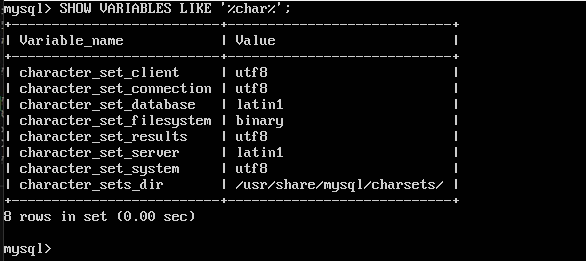 mysql> SHOW VARIABLES LIKE '%char%';
+--------------------------+----------------------------+
| Variable_name            | Value                      |
+--------------------------+----------------------------+
| character_set_client     | utf8                       |
| character_set_connection | utf8                       |
| character_set_database   | latin1                     |
| character_set_filesystem | binary                     |
| character_set_results    | utf8                       |
| character_set_server     | latin1                     |
| character_set_system     | utf8                       |
| character_sets_dir       | /usr/share/mysql/charsets/ |
+--------------------------+----------------------------+
8 rows in set (0.00 sec)
mysql>